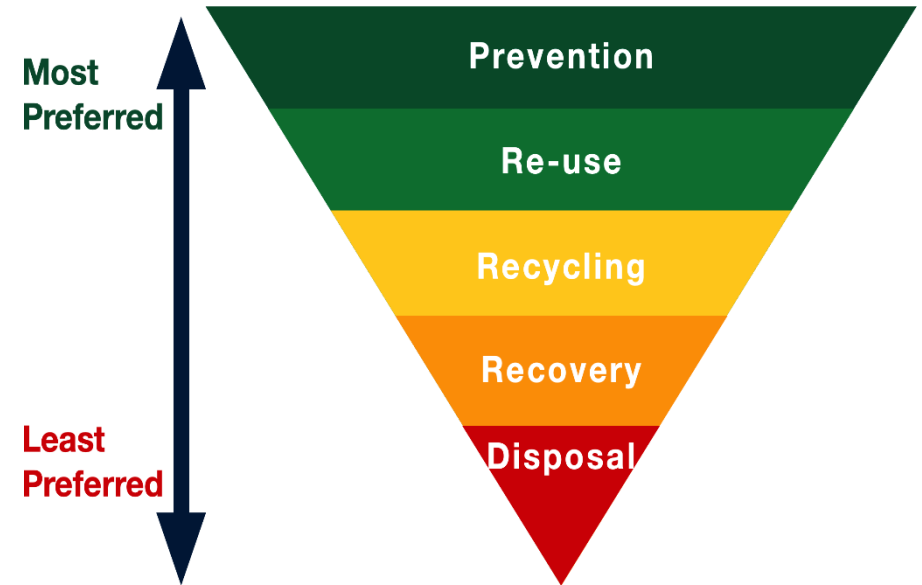 Most
Preferred
Prevention
Re-use
Recycling
Recovery
Least
Preferred
Disposal